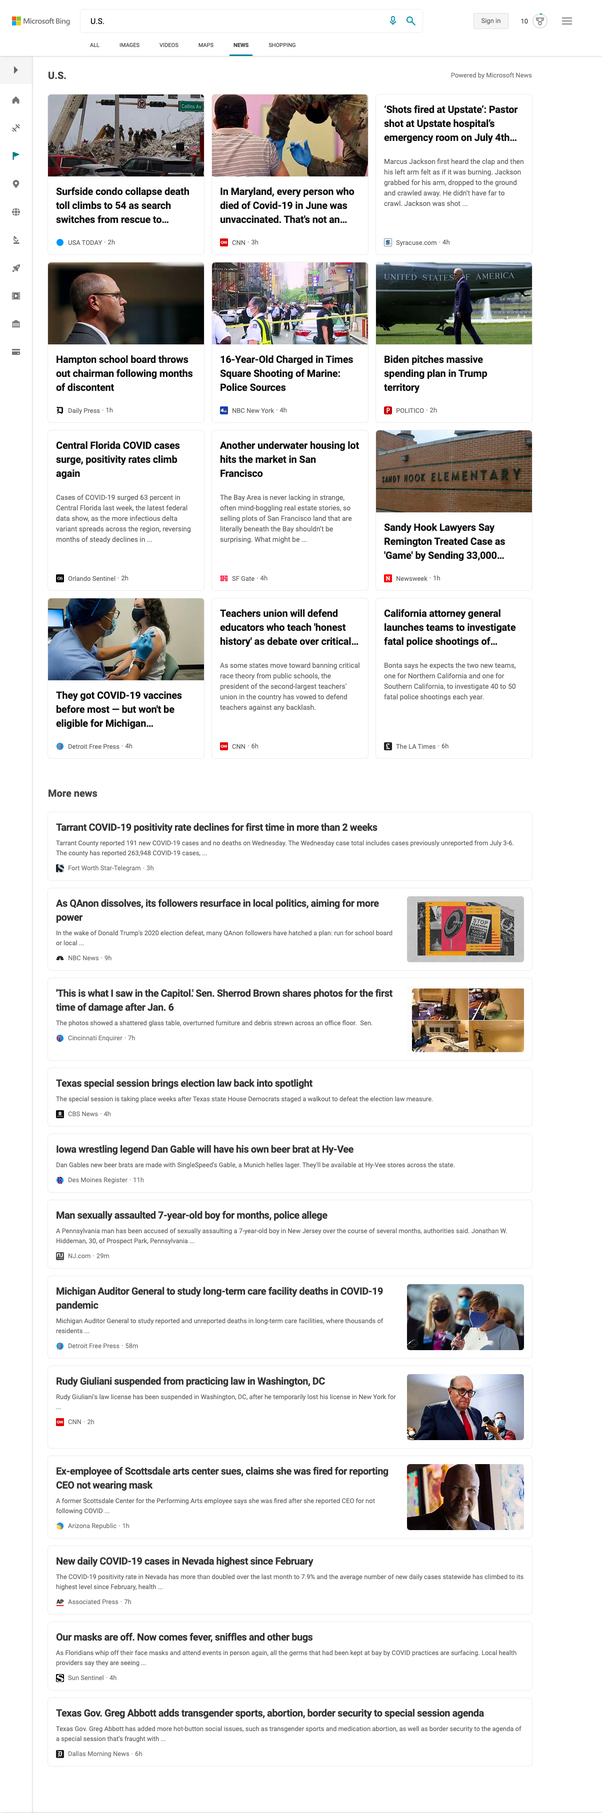 Microsoft Bing
U.S.
Sign in
10
ALL
IMAGES
VIDEOS
MAPS
NEWS
SHOPPING
U.S.
Powered by Microsoft News
Collins Av
Surfside condo collapse death
toll climbs to 54 as search
switches from rescue to...
USA TODAY · 2h
In Maryland, every person who
died of Covid-19 in June was
unvaccinated. That's not an...
CNN · 3h
'Shots fired at Upstate': Pastor
shot at Upstate hospital's
emergency room on July 4th...
Marcus Jackson first heard the clap and then
his left arm felt as if it was burning. Jackson
grabbed for his arm, dropped to the ground
and crawled away. He didn't have far to
crawl. Jackson was shot ...
Syracuse.com · 4h
Hampton school board throws
out chairman following months
of discontent
Daily Press · 1h
16-Year-Old Charged in Times
Square Shooting of Marine:
Police Sources
NBC New York · 4h
UNITED STATES OF AMERICA
Biden pitches massive
spending plan in Trump
territory
POLITICO · 2h
Central Florida COVID cases
surge, positivity rates climb
again
Cases of COVID-19 surged 63 percent in
Central Florida last week, the latest federal
data show, as the more infectious delta
variant spreads across the region, reversing
months of steady declines in ...
Orlando Sentinel · 2h
Another underwater housing lot
hits the market in San
Francisco
The Bay Area is never lacking in strange,
often mind-boggling real estate stories, so
selling plots of San Francisco land that are
literally beneath the Bay shouldn't be
surprising. What might be ...
SF Gate · 4h
SANDY HOOK ELEMENTARY
Sandy Hook Lawyers Say
Remington Treated Case as
'Game' by Sending 33,000...
Newsweek · 1h
They got COVID-19 vaccines
before most — but won't be
eligible for Michigan...
Detroit Free Press · 4h
Teachers union will defend
educators who teach 'honest
history' as debate over critical...
As some states move toward banning critical
race theory from public schools, the
president of the second-largest teachers'
union in the country has vowed to defend
teachers against any backlash.
CNN · 6h
California attorney general
launches teams to investigate
fatal police shootings of...
Bonta says he expects the two new teams,
one for Northern California and one for
Southern California, to investigate 40 to 50
fatal police shootings each year.
The LA Times · 6h
More news
Tarrant COVID-19 positivity rate declines for first time in more than 2 weeks
Tarrant County reported 191 new COVID-19 cases and no deaths on Wednesday. The Wednesday case total includes cases previously unreported from July 3-6.
The county has reported 263,948 COVID-19 cases, ...
Fort Worth Star-Telegram · 3h
As QAnon dissolves, its followers resurface in local politics, aiming for more
power
In the wake of Donald Trump's 2020 election defeat, many QAnon followers have hatched a plan: run for school board
or local ...
NBC News · 9h
STOP
'This is what I saw in the Capitol.' Sen. Sherrod Brown shares photos for the first
time of damage after Jan. 6
The photos showed a shattered glass table, overturned furniture and debris strewn across an office floor. Sen.
Cincinnati Enquirer · 7h
Texas special session brings election law back into spotlight
The special session is taking place weeks after Texas state House Democrats staged a walkout to defeat the election law measure.
CBS News · 4h
Iowa wrestling legend Dan Gable will have his own beer brat at Hy-Vee
Dan Gables new beer brats are made with SingleSpeed's Gable, a Munich helles lager. They'll be available at Hy-Vee stores across the state.
Des Moines Register · 11h
Man sexually assaulted 7-year-old boy for months, police allege
A Pennsylvania man has been accused of sexually assaulting a 7-year-old boy in New Jersey over the course of several months, authorities said. Jonathan W.
Hiddeman, 30, of Prospect Park, Pennsylvania ...
NJ.com · 29m
Michigan Auditor General to study long-term care facility deaths in COVID-19
pandemic
Michigan Auditor General to study reported and unreported deaths in long-term care facilities, where thousands of
residents ...
Detroit Free Press · 58m
Rudy Giuliani suspended from practicing law in Washington, DC
Rudy Giuliani's law license has been suspended in Washington, DC, after he temporarily lost his license in New York for
...
CNN · 2h
Ex-employee of Scottsdale arts center sues, claims she was fired for reporting
CEO not wearing mask
A former Scottsdale Center for the Performing Arts employee says she was fired after she reported CEO for not
following COVID ...
Arizona Republic · 1h
New daily COVID-19 cases in Nevada highest since February
The COVID-19 positivity rate in Nevada has more than doubled over the last month to 7.9% and the average number of new daily cases statewide has climbed to its
highest level since February, health ...
Associated Press · 7h
Our masks are off. Now comes fever, sniffles and other bugs
As Floridians whip off their face masks and attend events in person again, all the germs that had been kept at bay by COVID practices are surfacing. Local health
providers say they are seeing ...
Sun Sentinel · 4h
Texas Gov. Greg Abbott adds transgender sports, abortion, border security to special session agenda
Texas Gov. Greg Abbott has added more hot-button social issues, such as transgender sports and medication abortion, as well as border security to the agenda of
a special session that's fraught with ...
Dallas Morning News · 6h